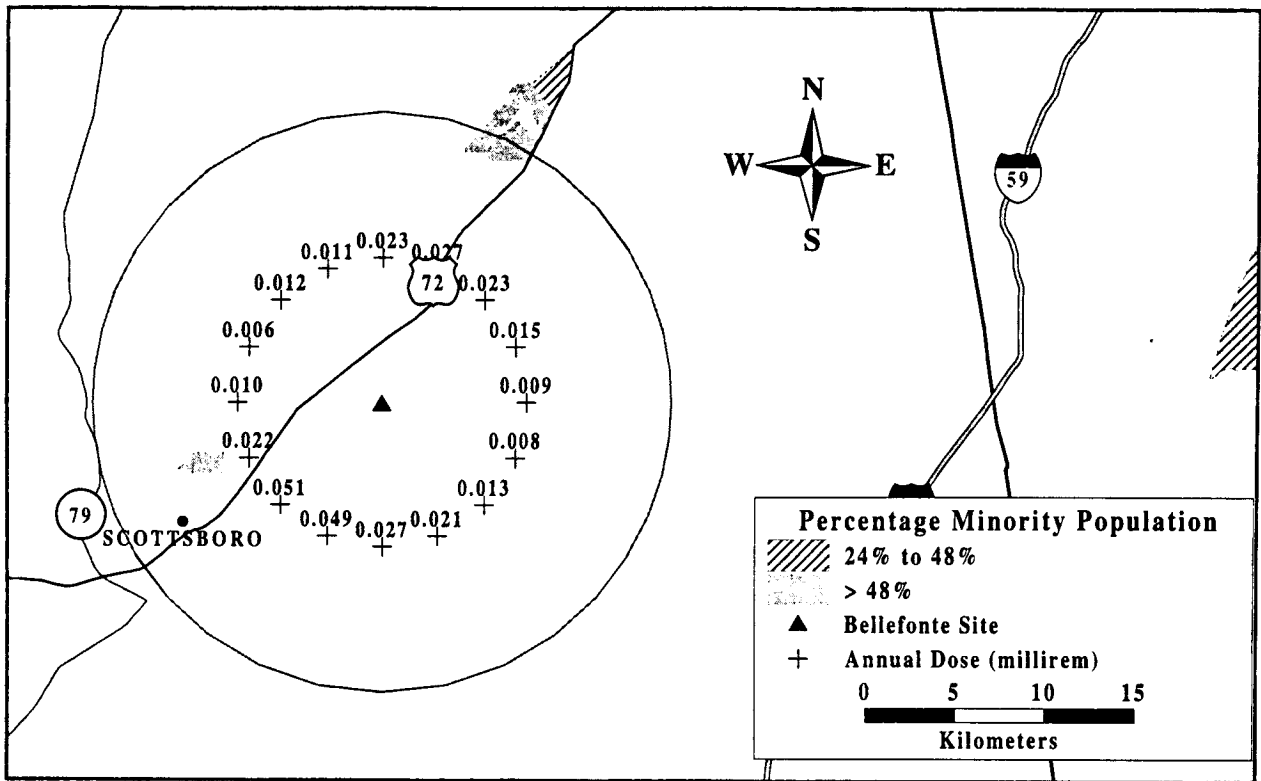 N
W E
S
59
0.023
0.011 0.027
0.012 72 0.023
0.006 0.015
0.010 0.009
0.022 0.008
0.051 0.013
0.049 0.027 0.021
79
SCOTTSBORO
Percentage Minority Population
24% to 48%
> 48%
Bellefonte Site
Annual Dose (millirem)
0 5 10 15
Kilometers